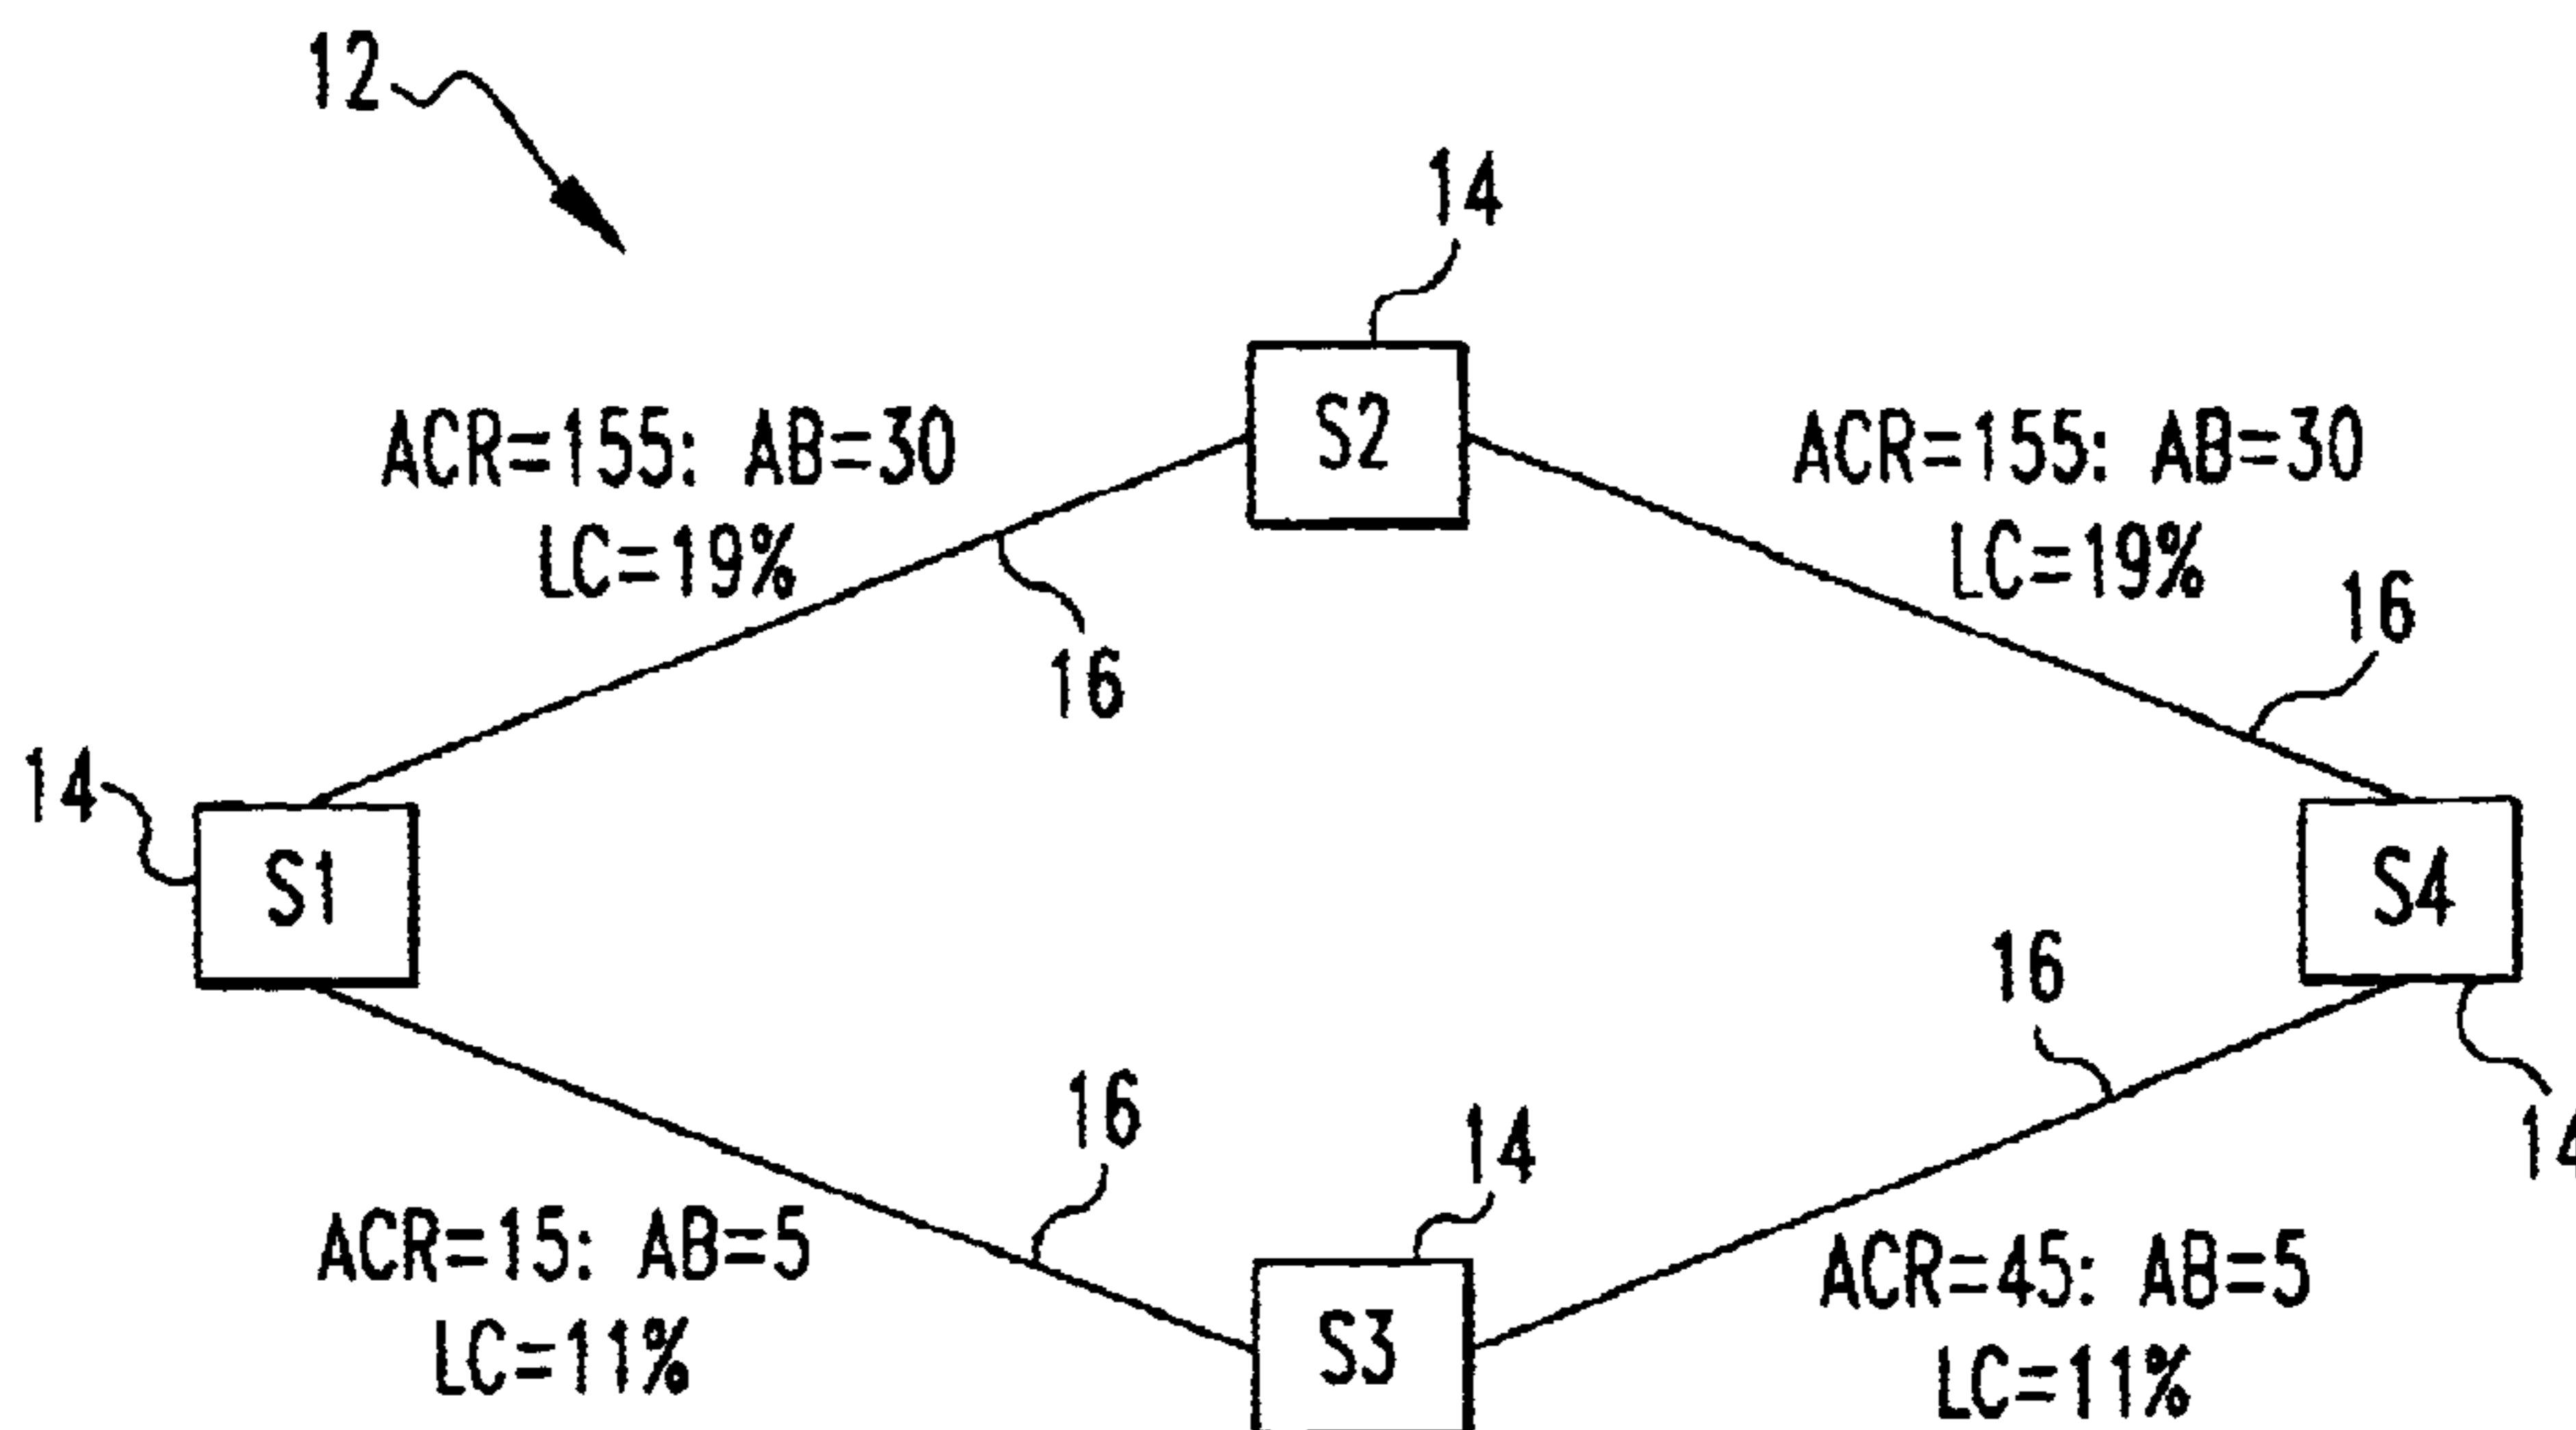 12
14
S2
ACR=155: AB=30
LC=19%
ACR=155: AB=30
LC=19%
16
16
14
S1
S4
16
16
14
14
ACR=15: AB=5
LC=11%
S3
ACR=45: AB=5
LC=11%